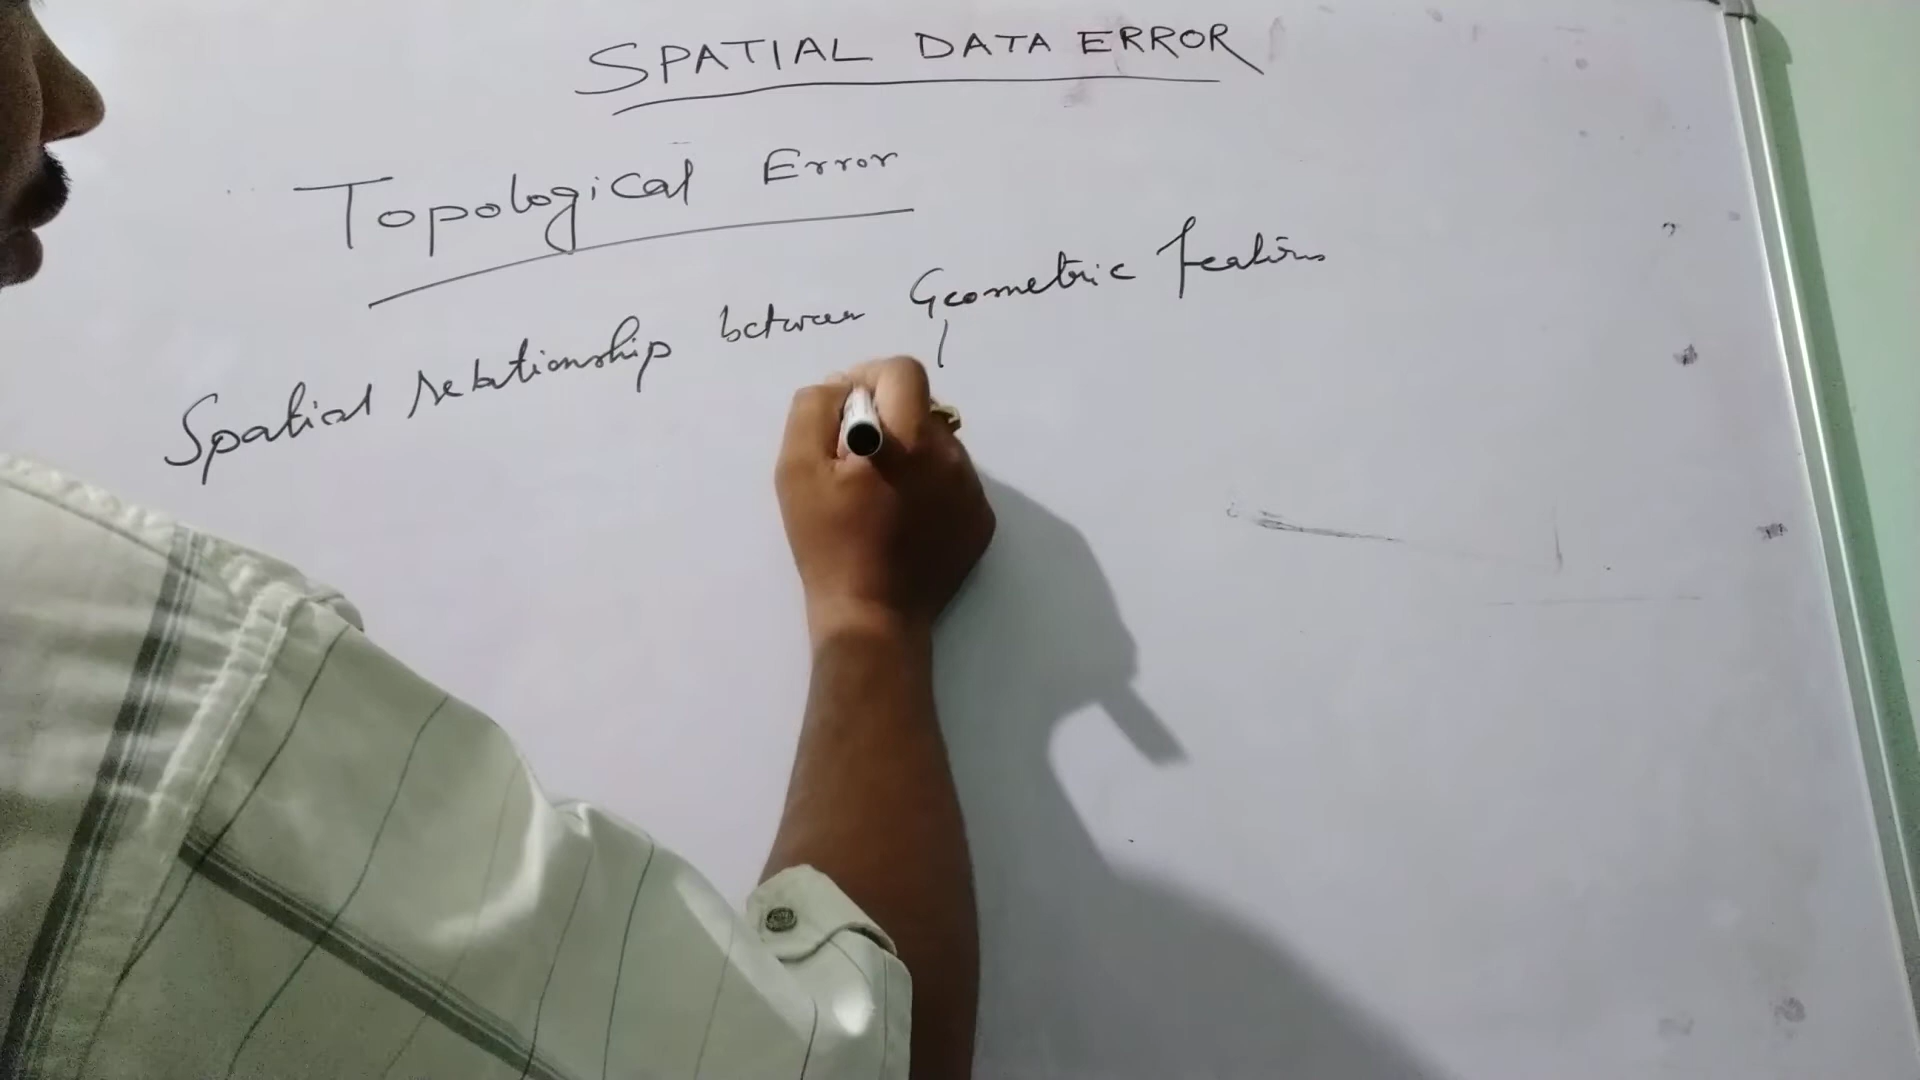 SPATIAL DATA ERROR
Topological Error
Spatial relationship between Geometric features